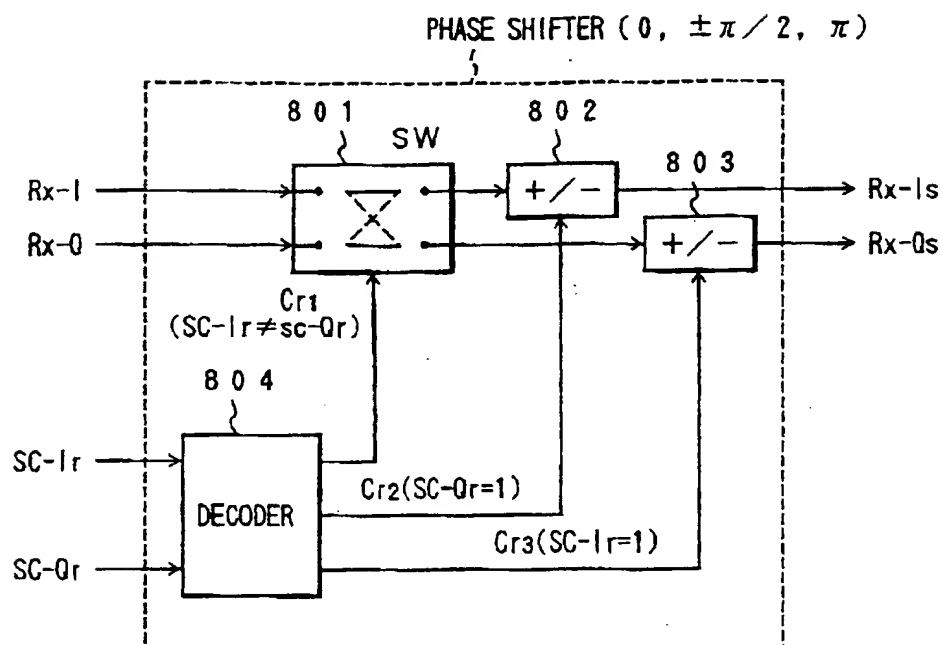 PHASE SHIFTER (0, ±π/2, π)
801
SW
802
803
Rx-I
+/-
Rx-Is
Rx-Q
+/-
Rx-Qs
Cr1
(SC-Ir≠sc-Qr)
804
SC-Ir
DECODER
Cr2(SC-Qr=1)
Cr3(SC-Ir=1)
SC-Qr